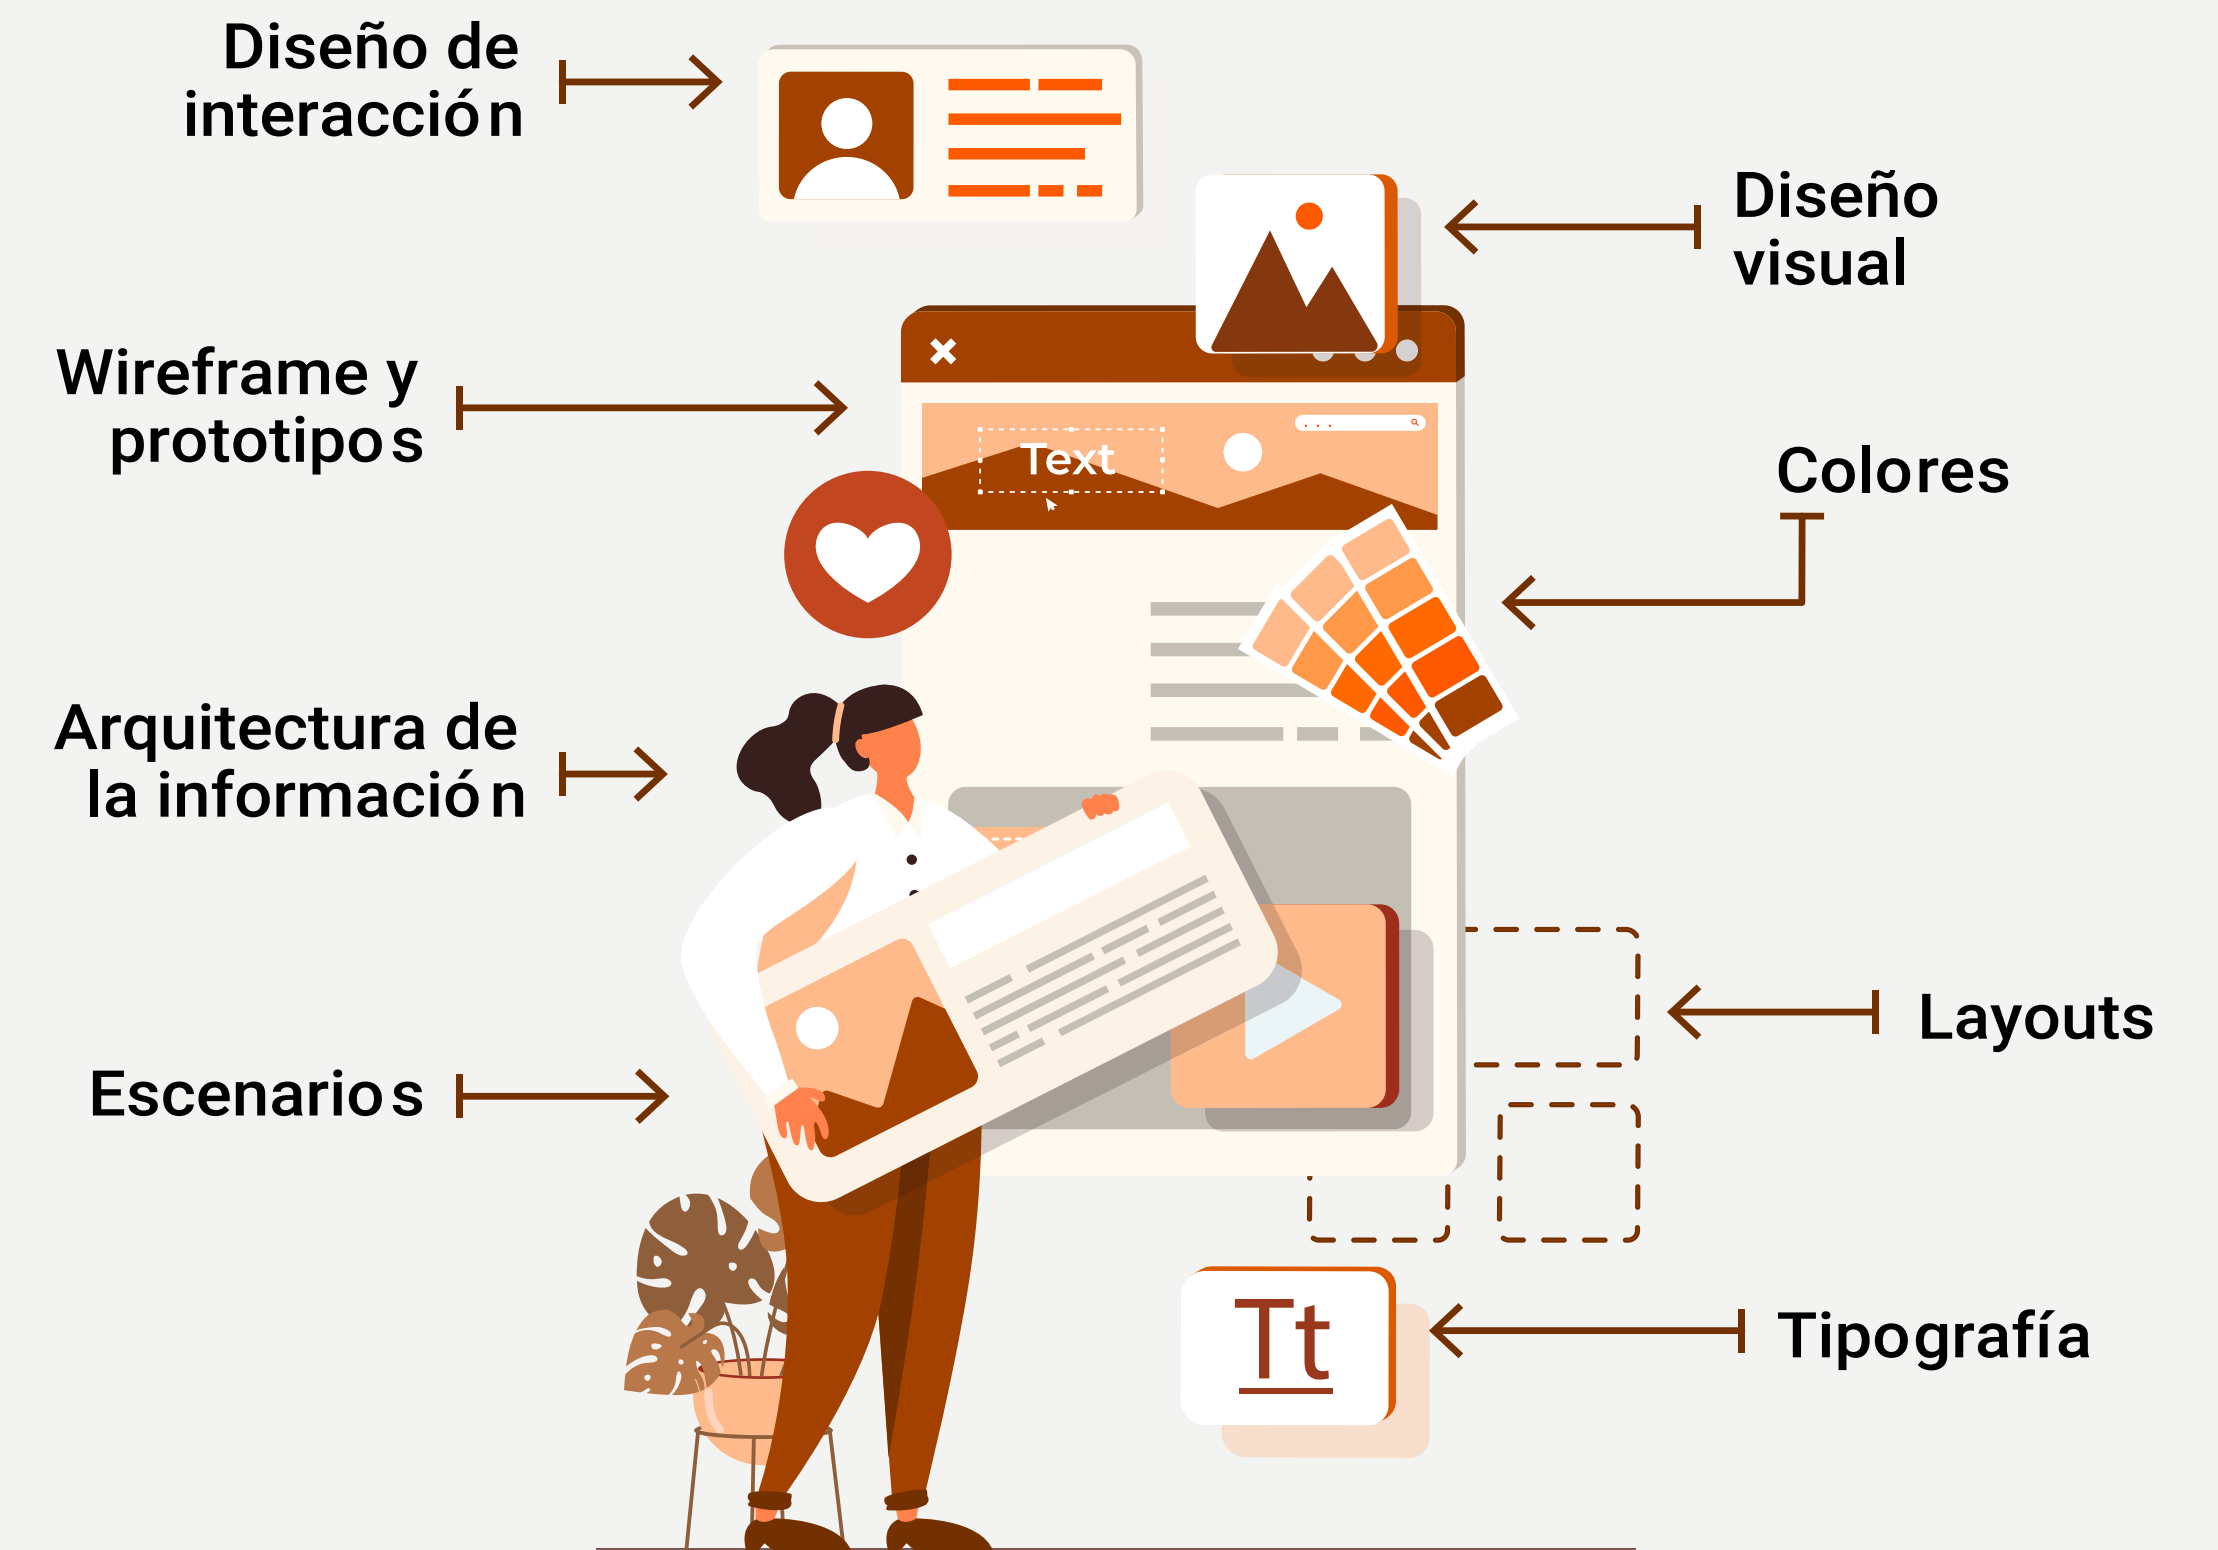 Diseño de
interacción
Diseño
visual
Wireframe y
prototipos
Text
Colores
Arquitectura de
la información
Layouts
Escenarios
Tt
Tipografía